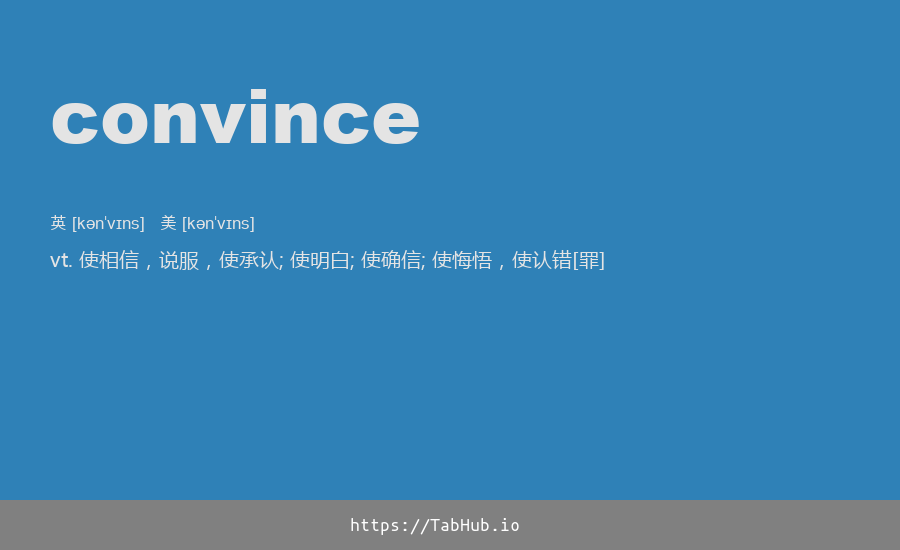 convince
英 [kən'vɪns] 美 [kən'vɪns]
vt. 使相信，说服，使承认; 使明白; 使确信; 使悔悟，使认错[罪]
https://TabHub.io